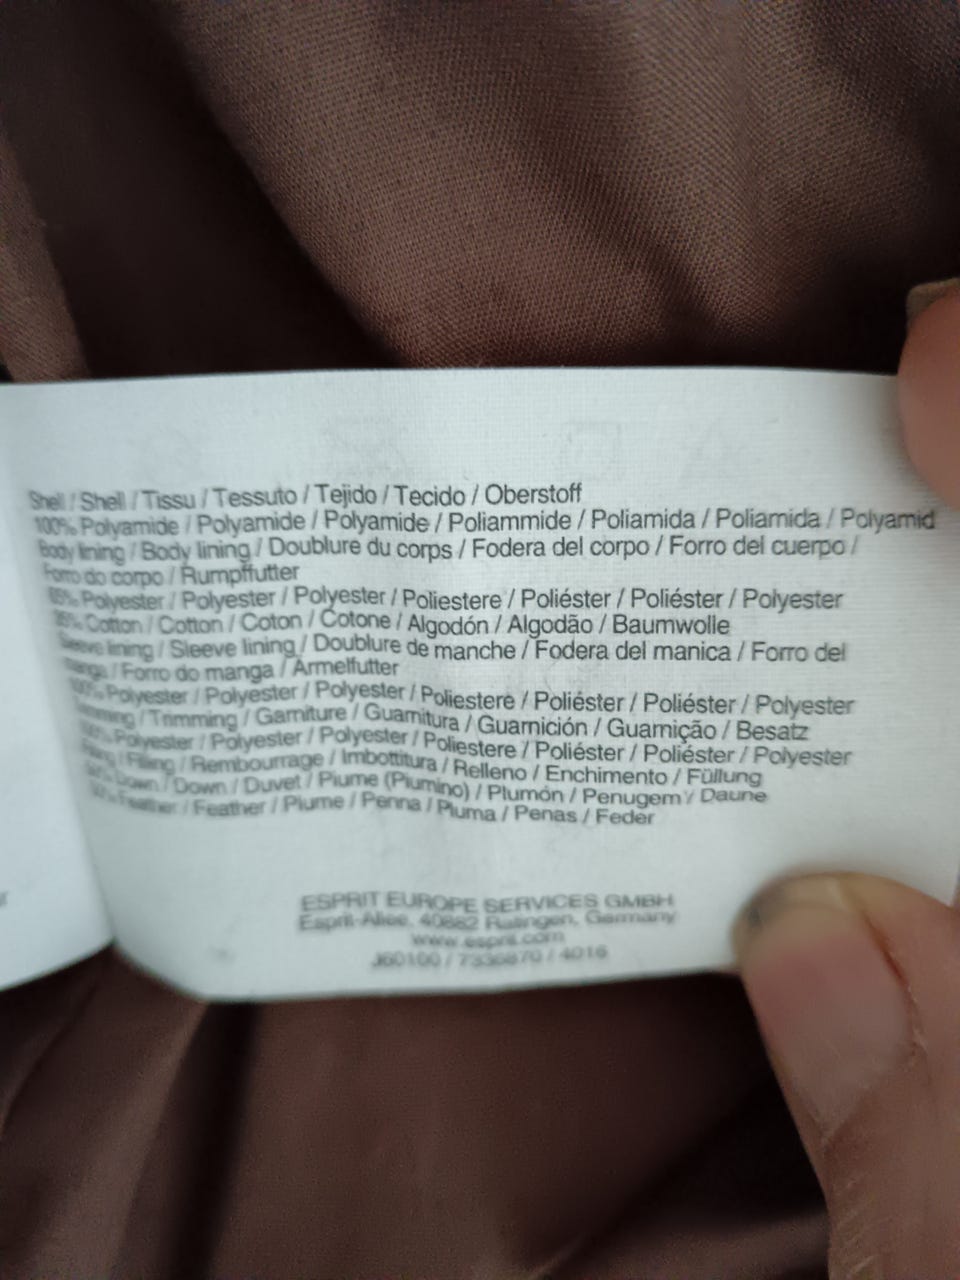 Shell / Shell / Tissu / Tessuto / Tejido / Tecido / Oberstoff
100% Polyamide / Polyamide / Polyamide / Poliammide / Poliamida / Poliamida / Polyamid
Body lining / Body lining / Doublure du corps / Fodera del corpo / Forro del cuerpo /
Forro do corpo / Rumpffutter
65% Polyester / Polyester / Polyester / Poliestere / Poliéster / Poliéster / Polyester
35% Cotton / Cotton / Coton / Cotone / Algodón / Algodão / Baumwolle
Sleeve lining / Sleeve lining / Doublure de manche / Fodera del manica / Forro del
manga / Forro do manga / Ärmelfutter
100% Polyester / Polyester / Polyester / Poliestere / Poliéster / Poliéster / Polyester
Trimming / Trimming / Garniture / Guarnitura / Guarnición / Guarnição / Besatz
100% Polyester / Polyester / Polyester / Poliestere / Poliéster / Poliéster / Polyester
Filling / Filling / Rembourrage / Imbottitura / Relleno / Enchimento / Füllung
Down / Down / Duvet / Piume (Piumino) / Plumón / Penugem / Daune
Feather / Feather / Plume / Penna / Pluma / Penas / Feder
ESPRIT EUROPE SERVICES GMBH
Esprit-Allee, 40882 Ratingen, Germany
www.esprit.com
J60100 / 7336870 / 4016